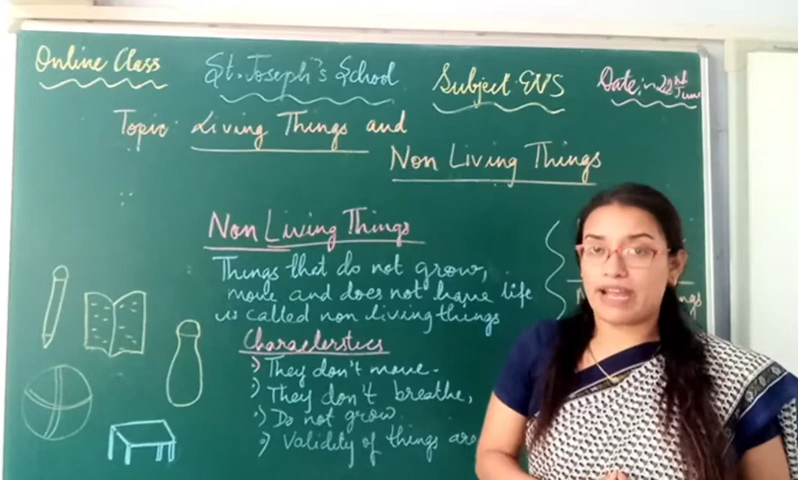 Online Class
St. Joseph's School
Subject: EVS
Date: 22nd June
Topic: Living Things and
Non Living Things
Non Living Things
Things that do not grow,
move and does not have life
is called non living things
Characterstics
They don't move.
They don't breathe,
Do not grow.
Validity of things are